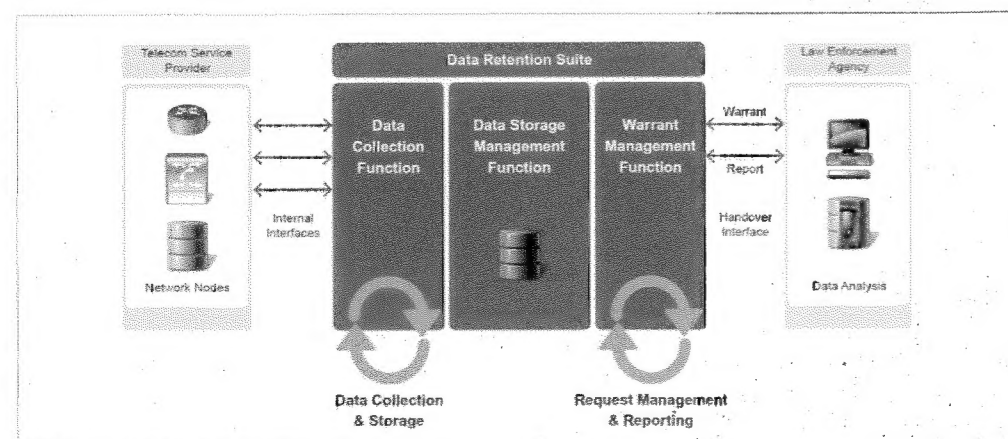 Telecom Service
Provider
Data Retention Suite
Law Enforcement
Agency
Data
Collection
Function
Data Storage
Management
Function
Warrant
Management
Function
Warrant
Report
Internal
Interfaces
Handover
Interface
Network Nodes
Data Analysis
Data Collection
& Storage
Request Management
& Reporting